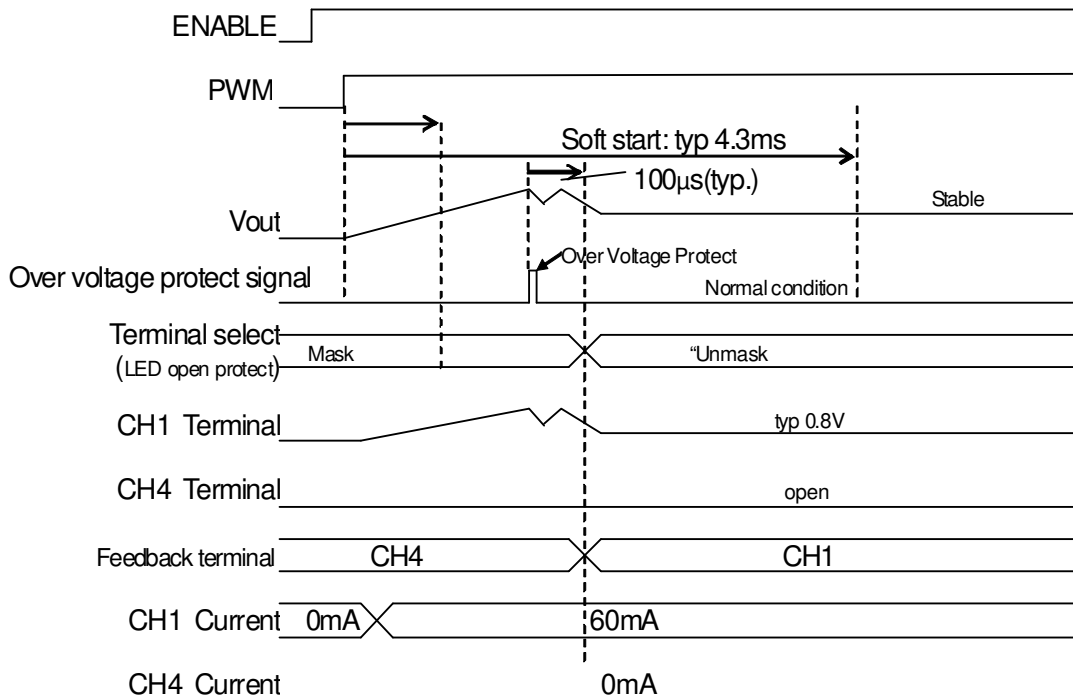 ENABLE
PWM
Soft start: typ 4.3ms
100μs(typ.)
Vout
Stable
Over Voltage Protect
Over voltage protect signal
Normal condition
Terminal select
(LED open protect)
Mask
“Unmask
CH1 Terminal
typ 0.8V
CH4 Terminal
open
Feedback terminal
CH4
CH1
CH1 Current
0mA
60mA
CH4 Current
0mA